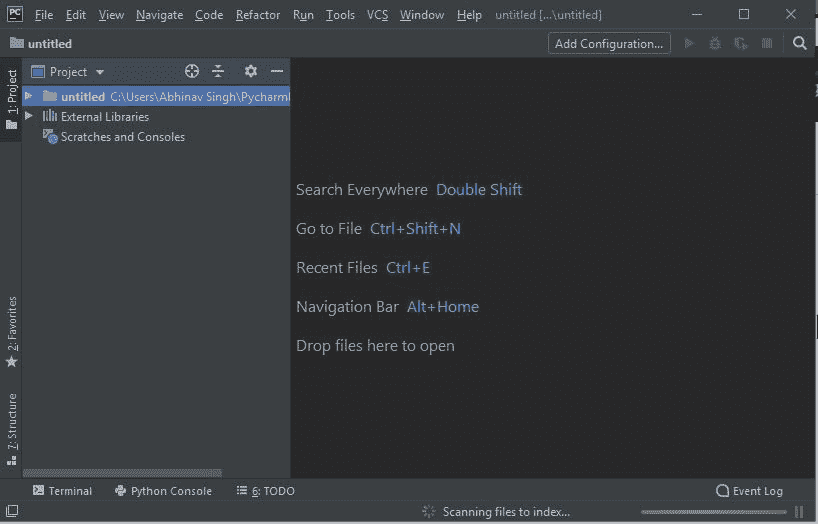 PC File Edit View Navigate Code Refactor Run Tools VCS Window Help untitled [...\untitled]
untitled Add Configuration...
1: Project
Project
untitled C:\Users\Abhinav Singh\Pycharm
External Libraries
Scratches and Consoles
Search Everywhere Double Shift
Go to File Ctrl+Shift+N
Recent Files Ctrl+E
Navigation Bar Alt+Home
Drop files here to open
2: Favorites
7: Structure
Terminal Python Console 6: TODO Event Log
Scanning files to index...